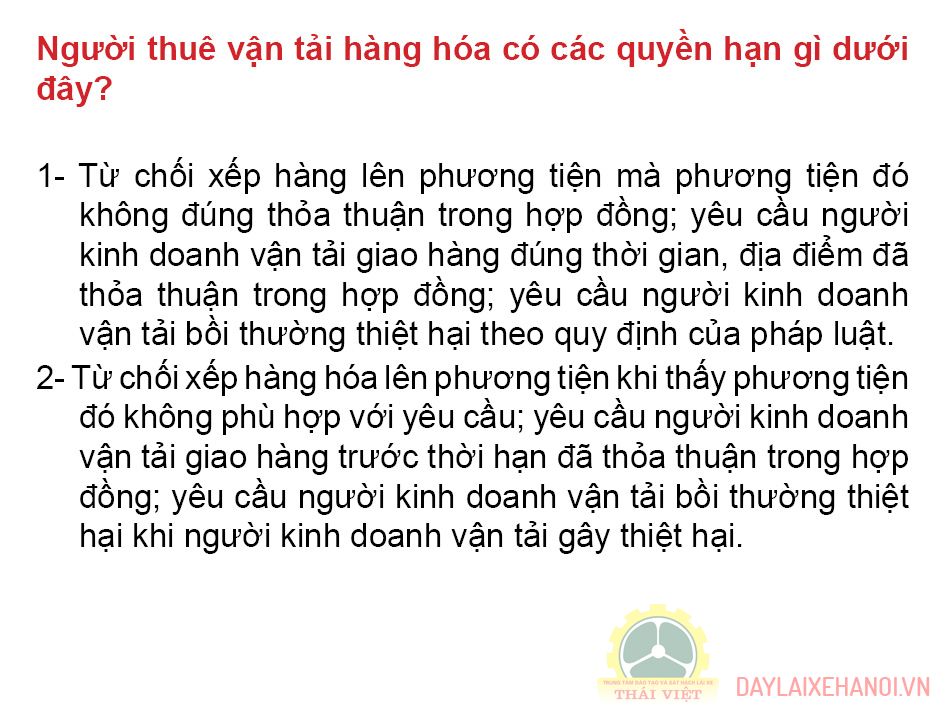 Người thuê vận tải hàng hóa có các quyền hạn gì dưới
đây?
1- Từ chối xếp hàng lên phương tiện mà phương tiện đó
không đúng thỏa thuận trong hợp đồng; yêu cầu người
kinh doanh vận tải giao hàng đúng thời gian, địa điểm đã
thỏa thuận trong hợp đồng; yêu cầu người kinh doanh
vận tải bồi thường thiệt hại theo quy định của pháp luật.
2- Từ chối xếp hàng hóa lên phương tiện khi thấy phương tiện
đó không phù hợp với yêu cầu; yêu cầu người kinh doanh
vận tải giao hàng trước thời hạn đã thỏa thuận trong hợp
đồng; yêu cầu người kinh doanh vận tải bồi thường thiệt
hại khi người kinh doanh vận tải gây thiệt hại.
TRUNG TÂM ĐÀO TẠO VÀ SÁT HẠCH LÁI XE
THÁI VIỆT
DAYLAIXEHANOI.VN